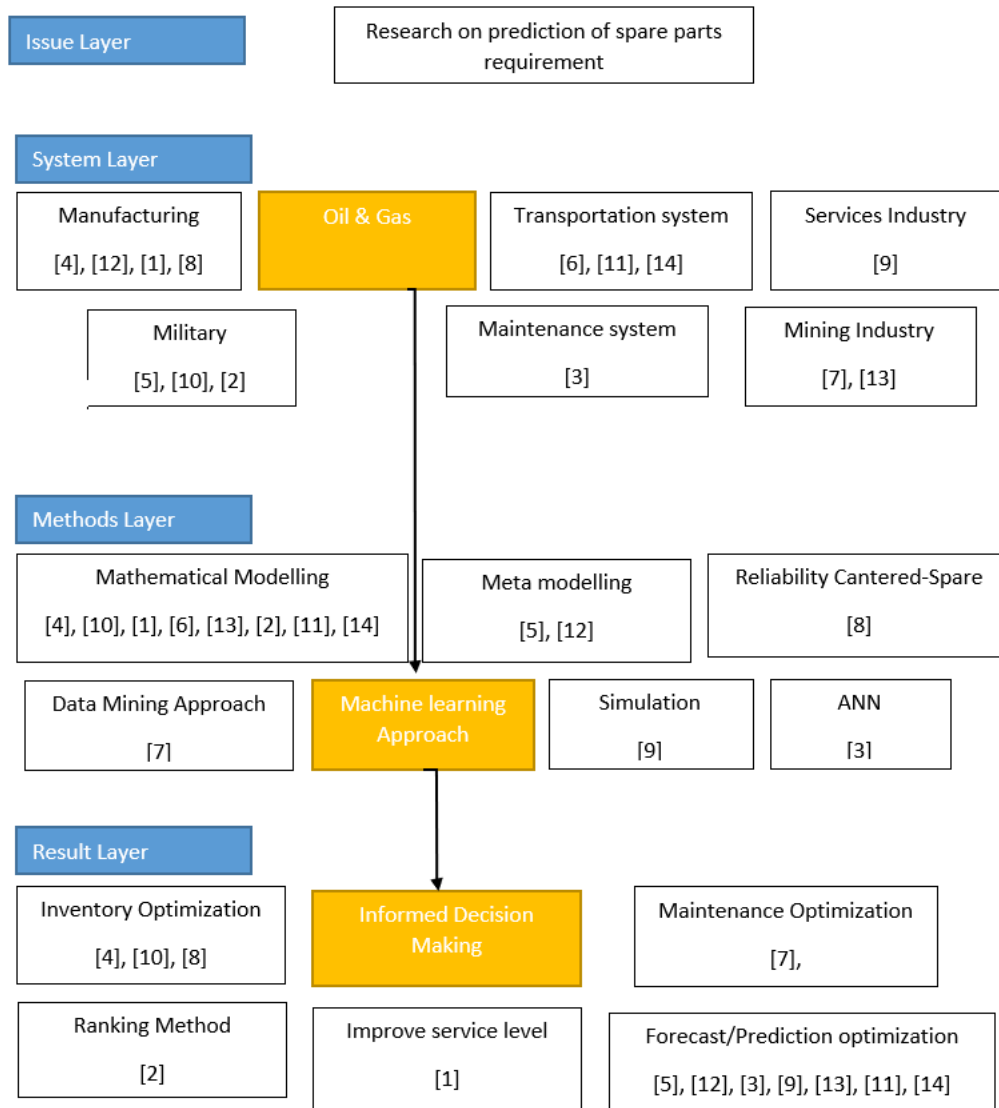 Issue Layer
Research on prediction of spare parts
requirement
System Layer
Manufacturing
[4], [12], [1], [8]
Oil & Gas
Transportation system
[6], [11], [14]
Services Industry
[9]
Military
[5], [10], [2]
Maintenance system
[3]
Mining Industry
[7], [13]
Methods Layer
Mathematical Modelling
[4], [10], [1], [6], [13], [2], [11], [14]
Meta modelling
[5], [12]
Reliability Cantered-Spare
[8]
Data Mining Approach
[7]
Machine learning
Approach
Simulation
[9]
ANN
[3]
Result Layer
Inventory Optimization
[4], [10], [8]
Informed Decision
Making
Maintenance Optimization
[7],
Ranking Method
[2]
Improve service level
[1]
Forecast/Prediction optimization
[5], [12], [3], [9], [13], [11], [14]